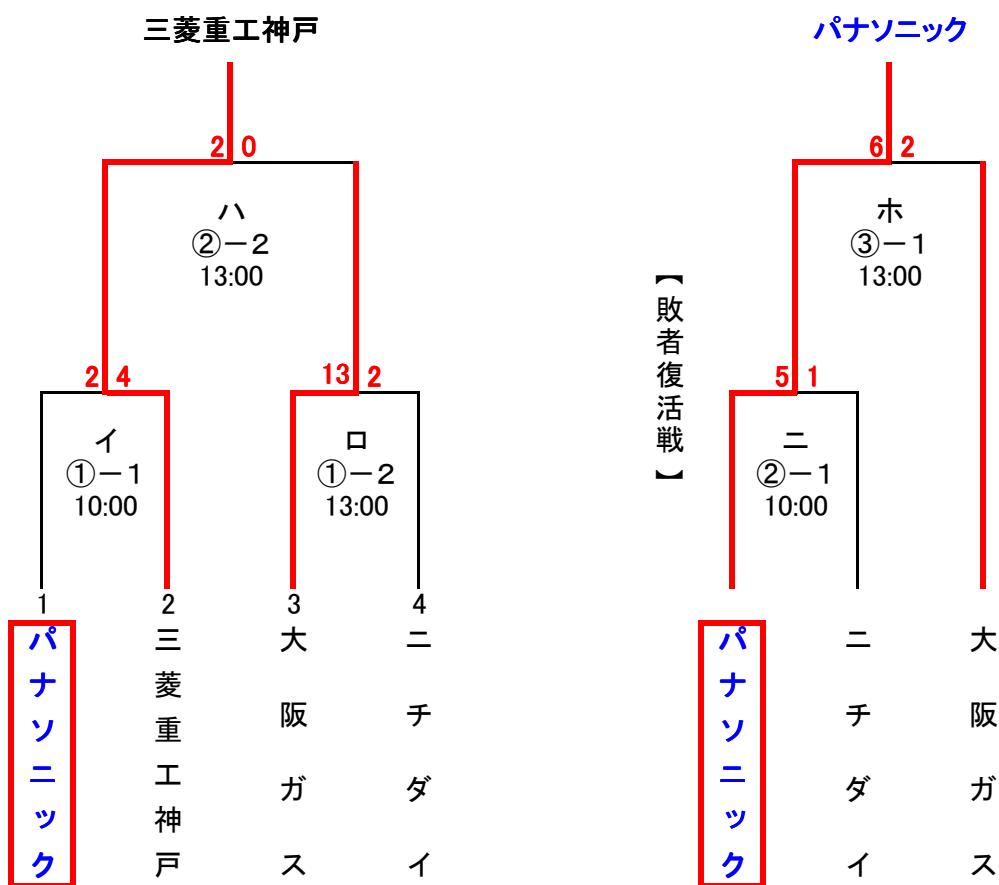 三菱重工神戸
2 0
ハ
②－2
13:00
2 4
イ
①－1
10:00
13 2
ロ
①－2
13:00
1
2
3
4
パナソニック
三菱重工神戸
大阪ガス
ニチダイ
パナソニック
6 2
ホ
③－1
13:00
【敗者復活戦】
5 1
ニ
②－1
10:00
パナソニック
ニチダイ
大阪ガス